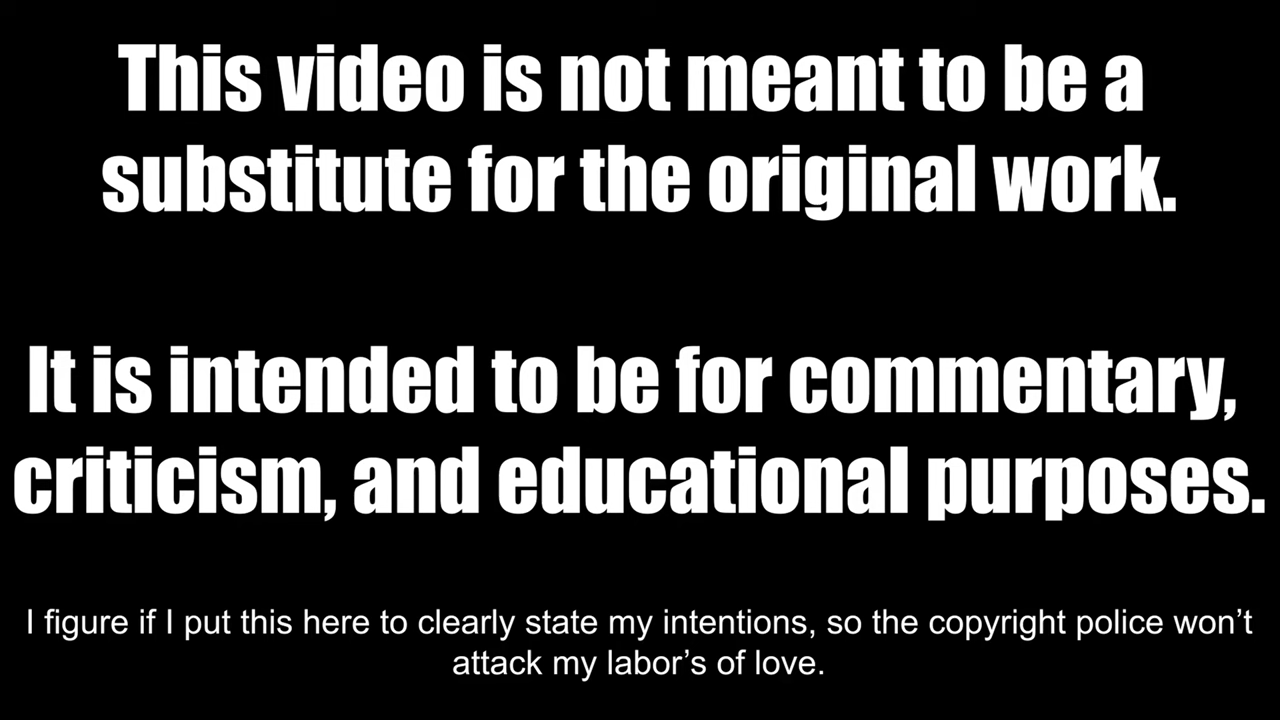 This video is not meant to be a
substitute for the original work.
It is intended to be for commentary,
criticism, and educational purposes.
I figure if I put this here to clearly state my intentions, so the copyright police won’t
attack my labor’s of love.